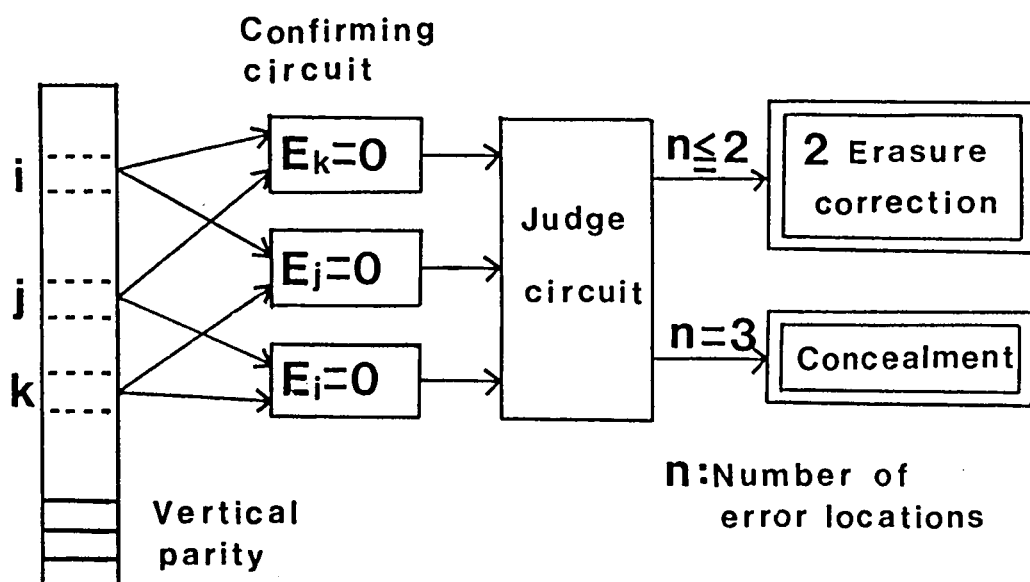 Confirming
circuit
i
j
k
Eₖ=0
Eⱼ=0
Eᵢ=0
Judge
circuit
n≦2
n=3
2 Erasure
correction
Concealment
n:Number of
error locations
Vertical
parity